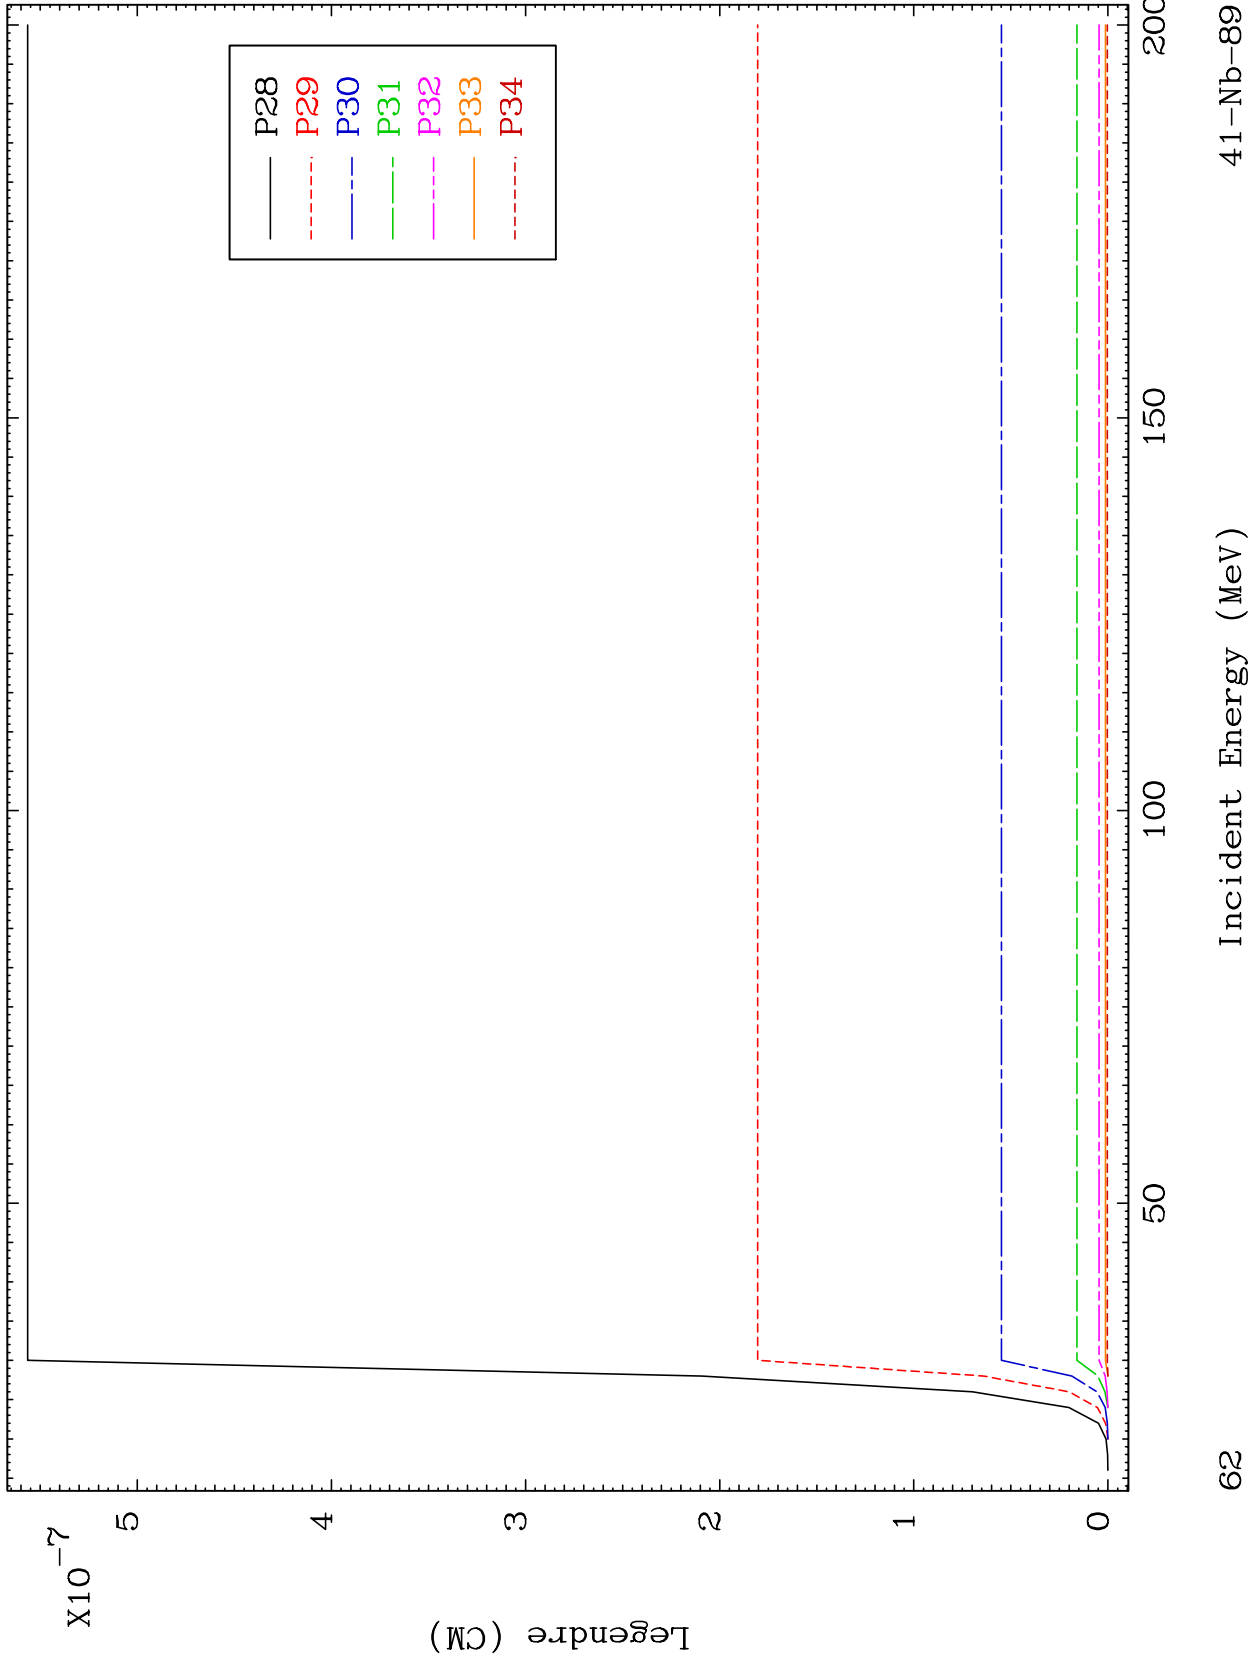 X10-7
5
4
3
2
1
0
Legendre (CM)
P28
P29
P30
P31
P32
P33
P34
50
100
150
200
Incident Energy (MeV)
62
41-Nb-89